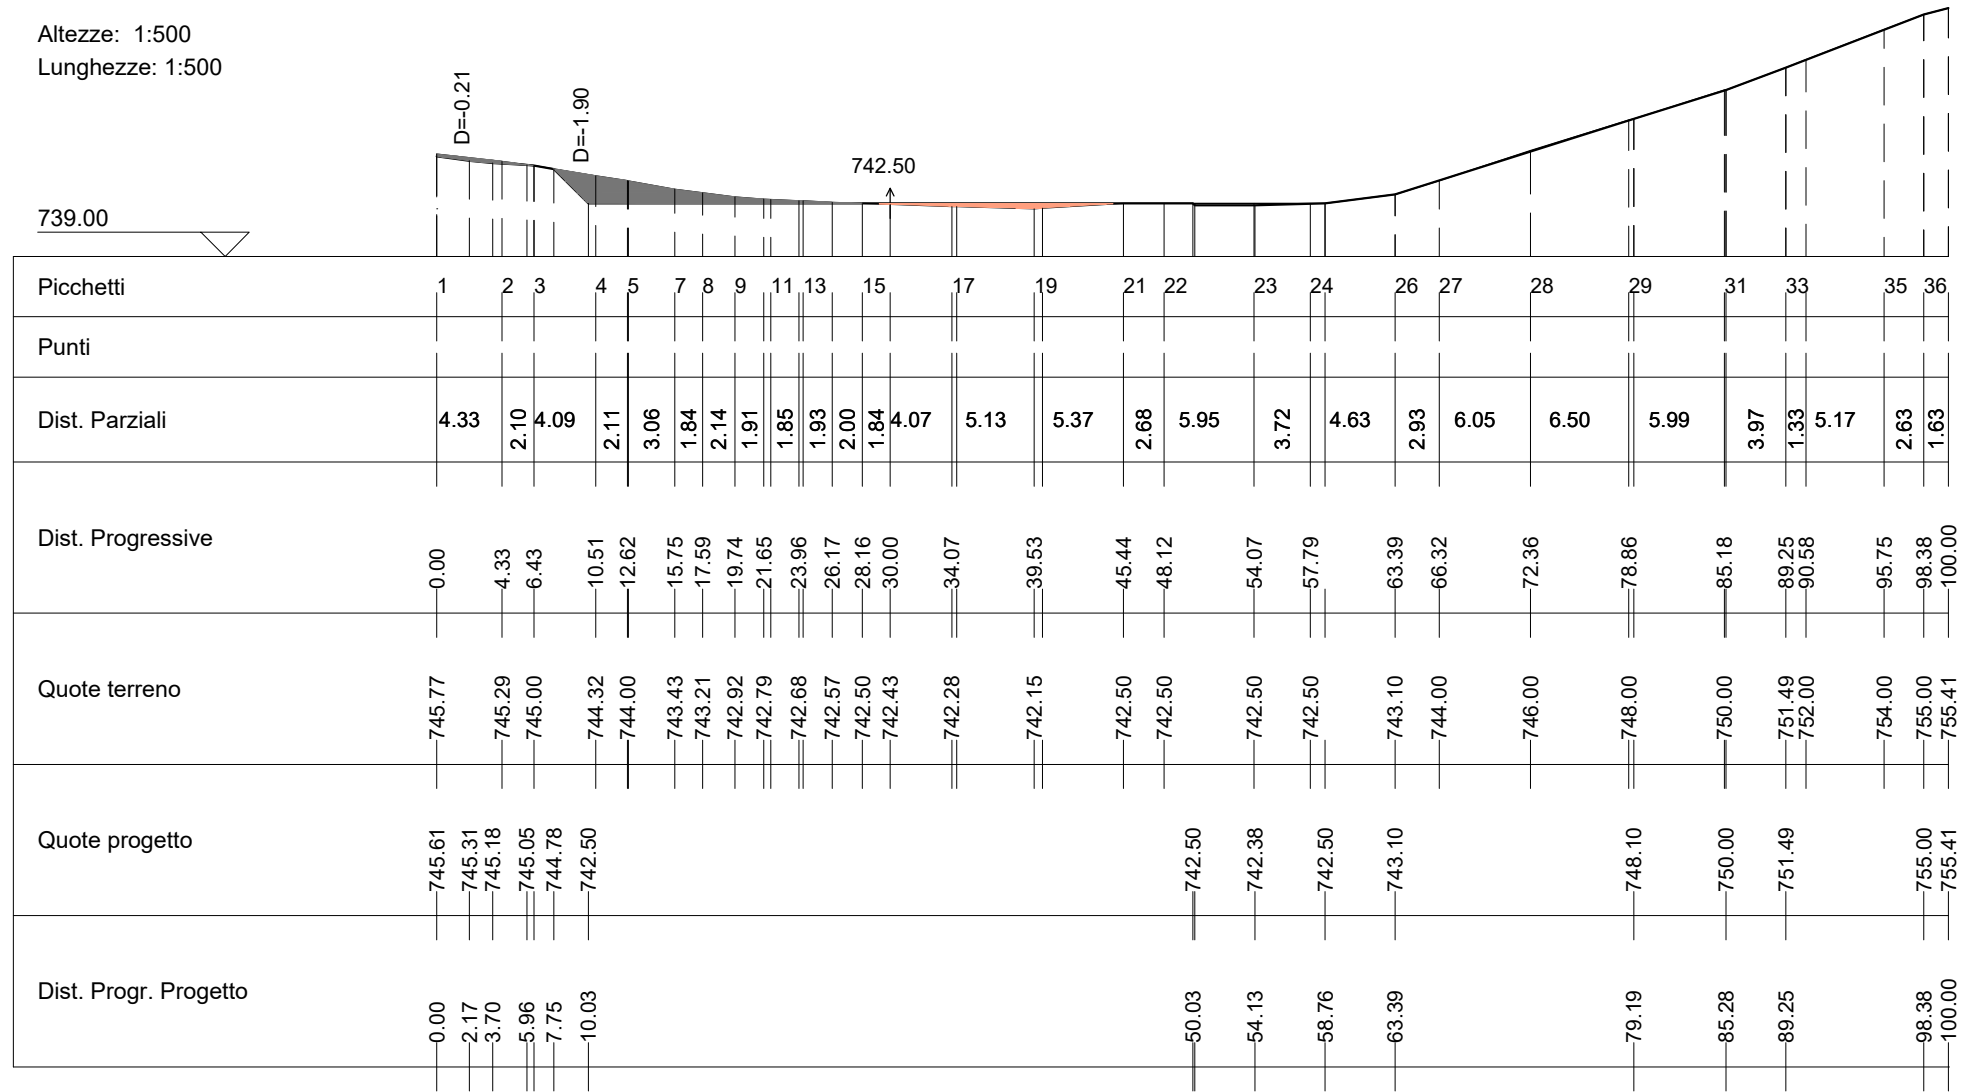 Altezze: 1:500
Lunghezze: 1:500
D=-0.21
D=-1.90
742.50
739.00
Picchetti 1 2 3 4 5 7 8 9 11 13 15 17 19 21 22 23 24 26 27 28 29 31 33 35 36
Punti
Dist. Parziali 4.33 2.10 4.09 2.11 3.06 1.84 2.14 1.91 1.85 1.93 2.00 1.84 4.07 5.13 5.37 2.68 5.95 3.72 4.63 2.93 6.05 6.50 5.99 3.97 1.33 5.17 2.63 1.63
Dist. Progressive 0.00 4.33 6.43 10.51 12.62 15.75 17.59 19.74 21.65 23.96 26.17 28.16 30.00 34.07 39.53 45.44 48.12 54.07 57.79 63.39 66.32 72.36 78.86 85.18 89.25 90.58 95.75 98.38 100.00
Quote terreno 745.77 745.29 745.00 744.32 744.00 743.43 743.21 742.92 742.79 742.68 742.57 742.50 742.43 742.28 742.15 742.50 742.50 742.50 742.50 743.10 744.00 746.00 748.00 750.00 751.49 752.00 754.00 755.00 755.41
Quote progetto 745.61 745.31 745.18 745.05 744.78 742.50 742.50 742.38 742.50 743.10 748.10 750.00 751.49 755.00 755.41
Dist. Progr. Progetto 0.00 2.17 3.70 5.96 7.75 10.03 50.03 54.13 58.76 63.39 79.19 85.28 89.25 98.38 100.00